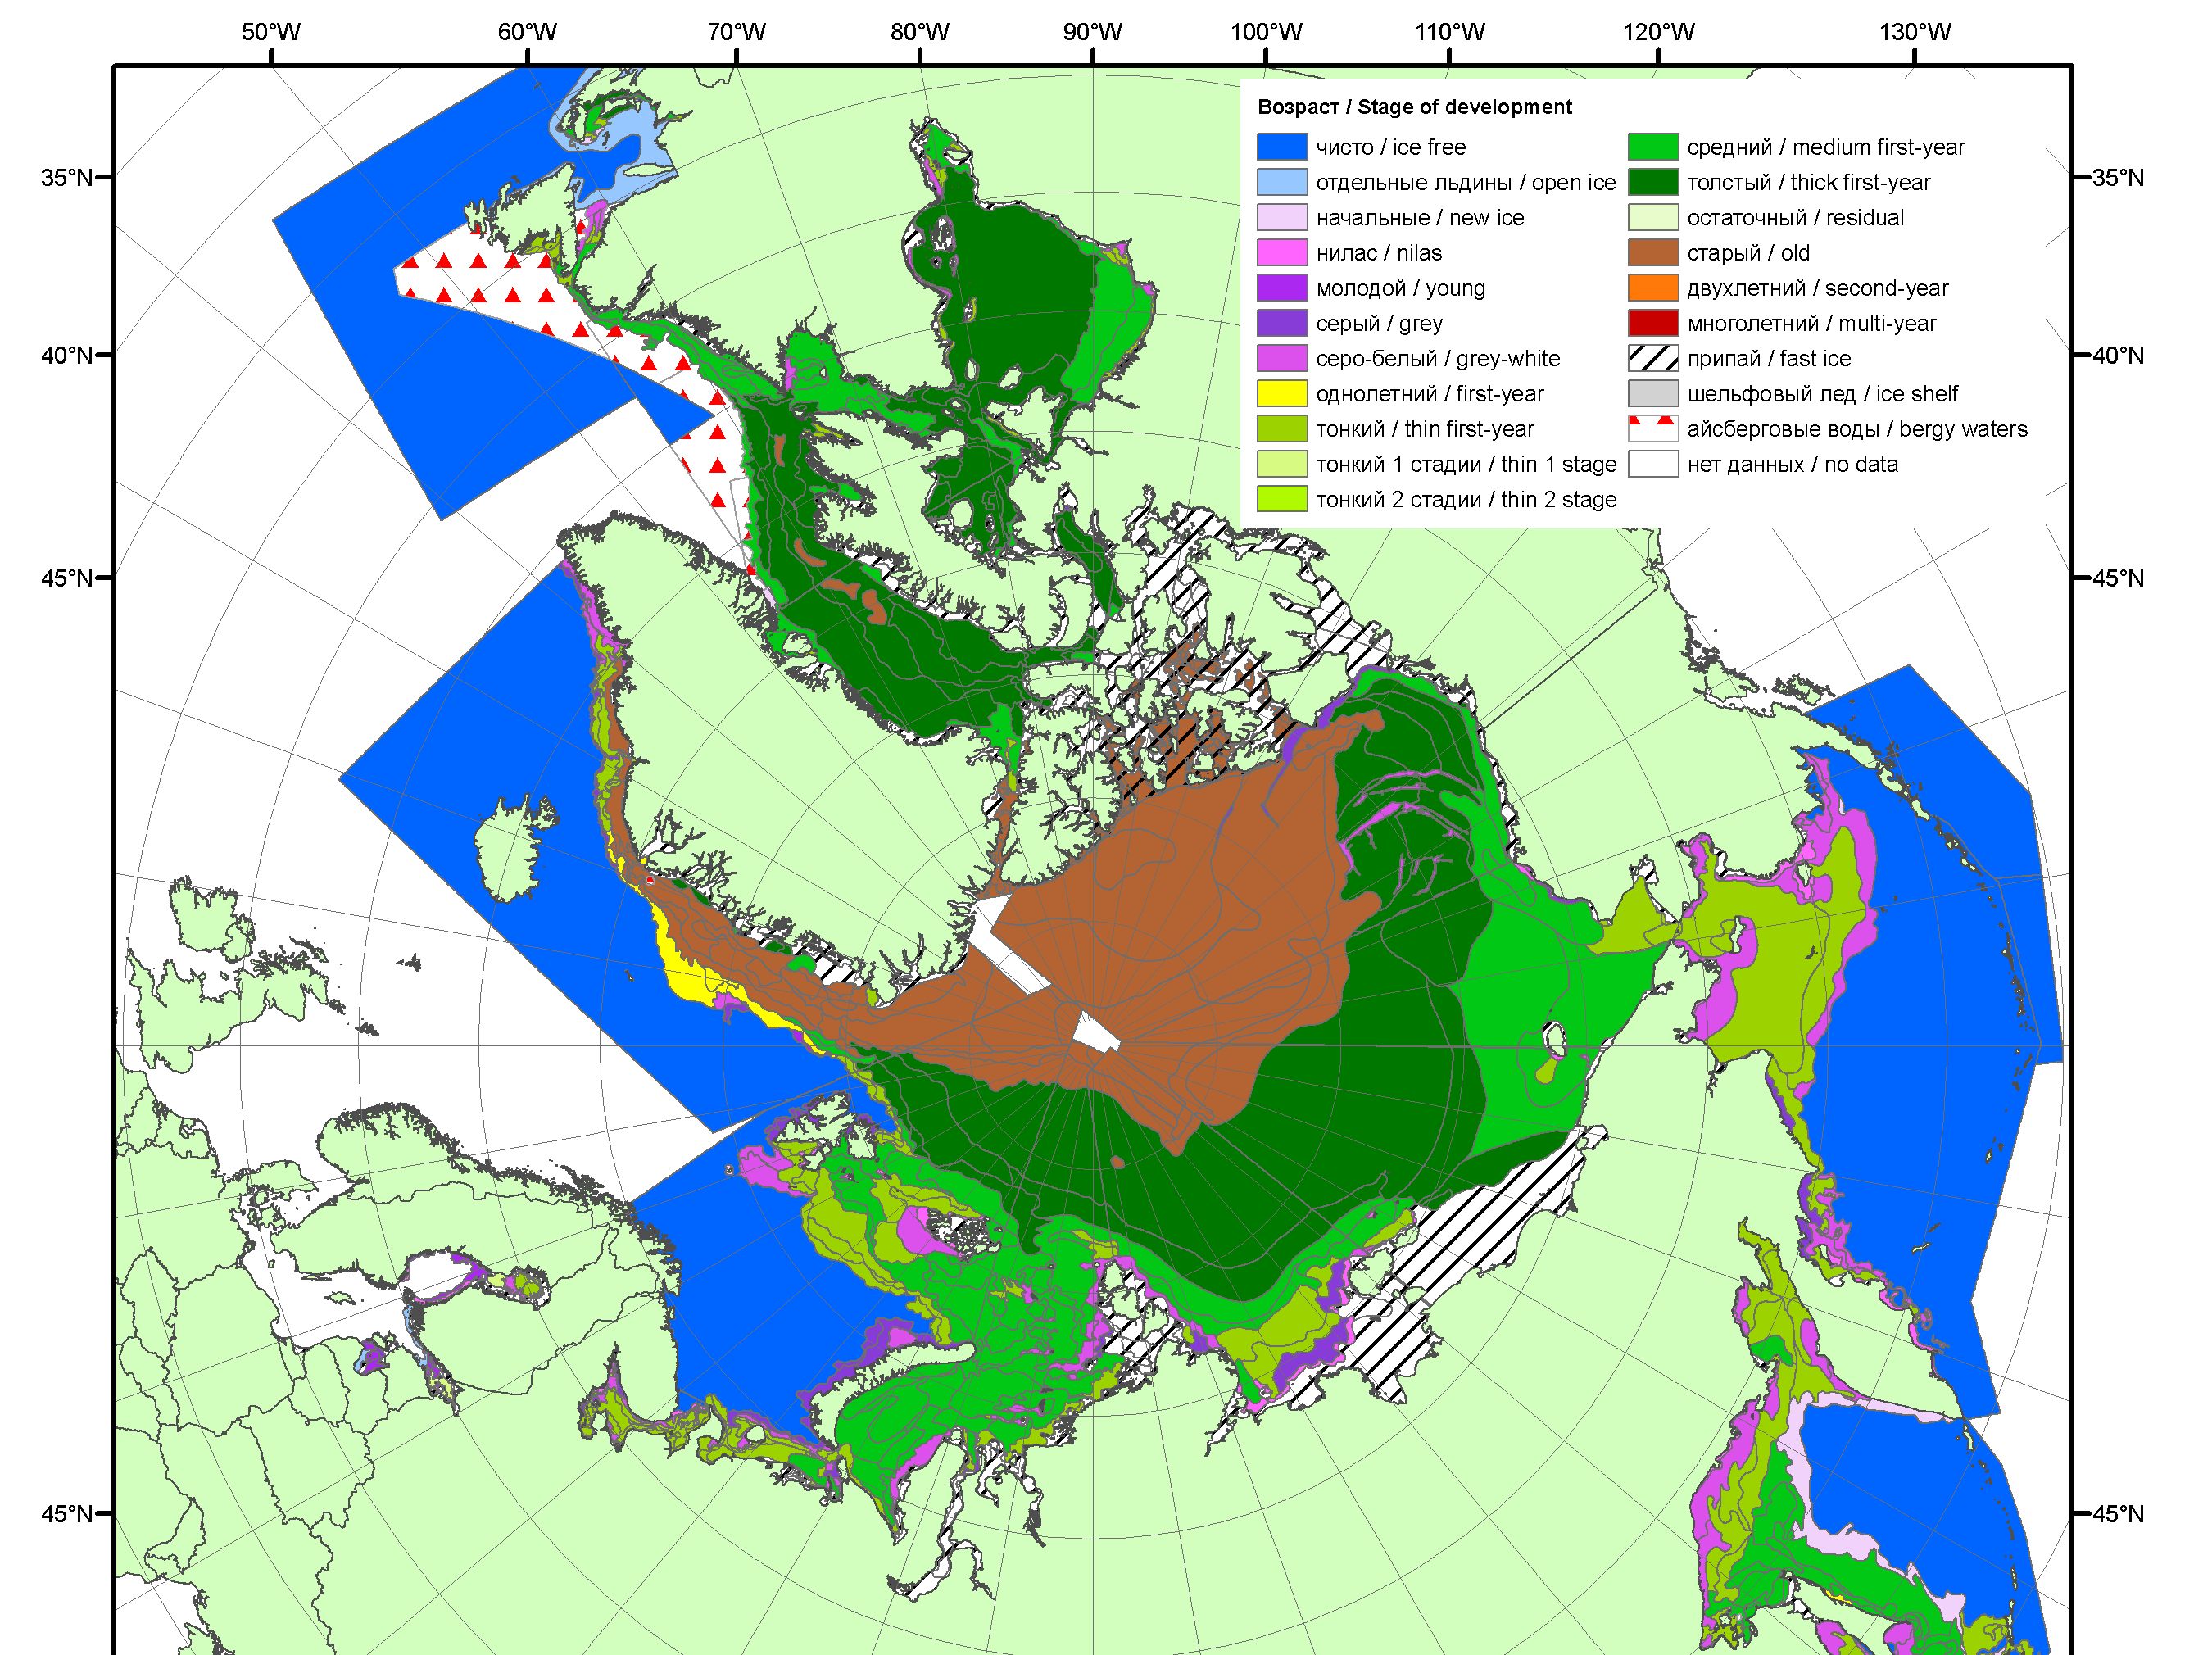 50°W 60°W 70°W 80°W 90°W 100°W 110°W 120°W 130°W
Возраст / Stage of development
чисто / ice free
отдельные льдины / open ice
начальные / new ice
нилас / nilas
молодой / young
серый / grey
серо-белый / grey-white
однолетний / first-year
тонкий / thin first-year
тонкий 1 стадии / thin 1 stage
тонкий 2 стадии / thin 2 stage
средний / medium first-year
толстый / thick first-year
остаточный / residual
старый / old
двухлетний / second-year
многолетний / multi-year
припай / fast ice
шельфовый лед / ice shelf
айсберговые воды / bergy waters
нет данных / no data
35°N 35°N
40°N 40°N
45°N 45°N
45°N 45°N